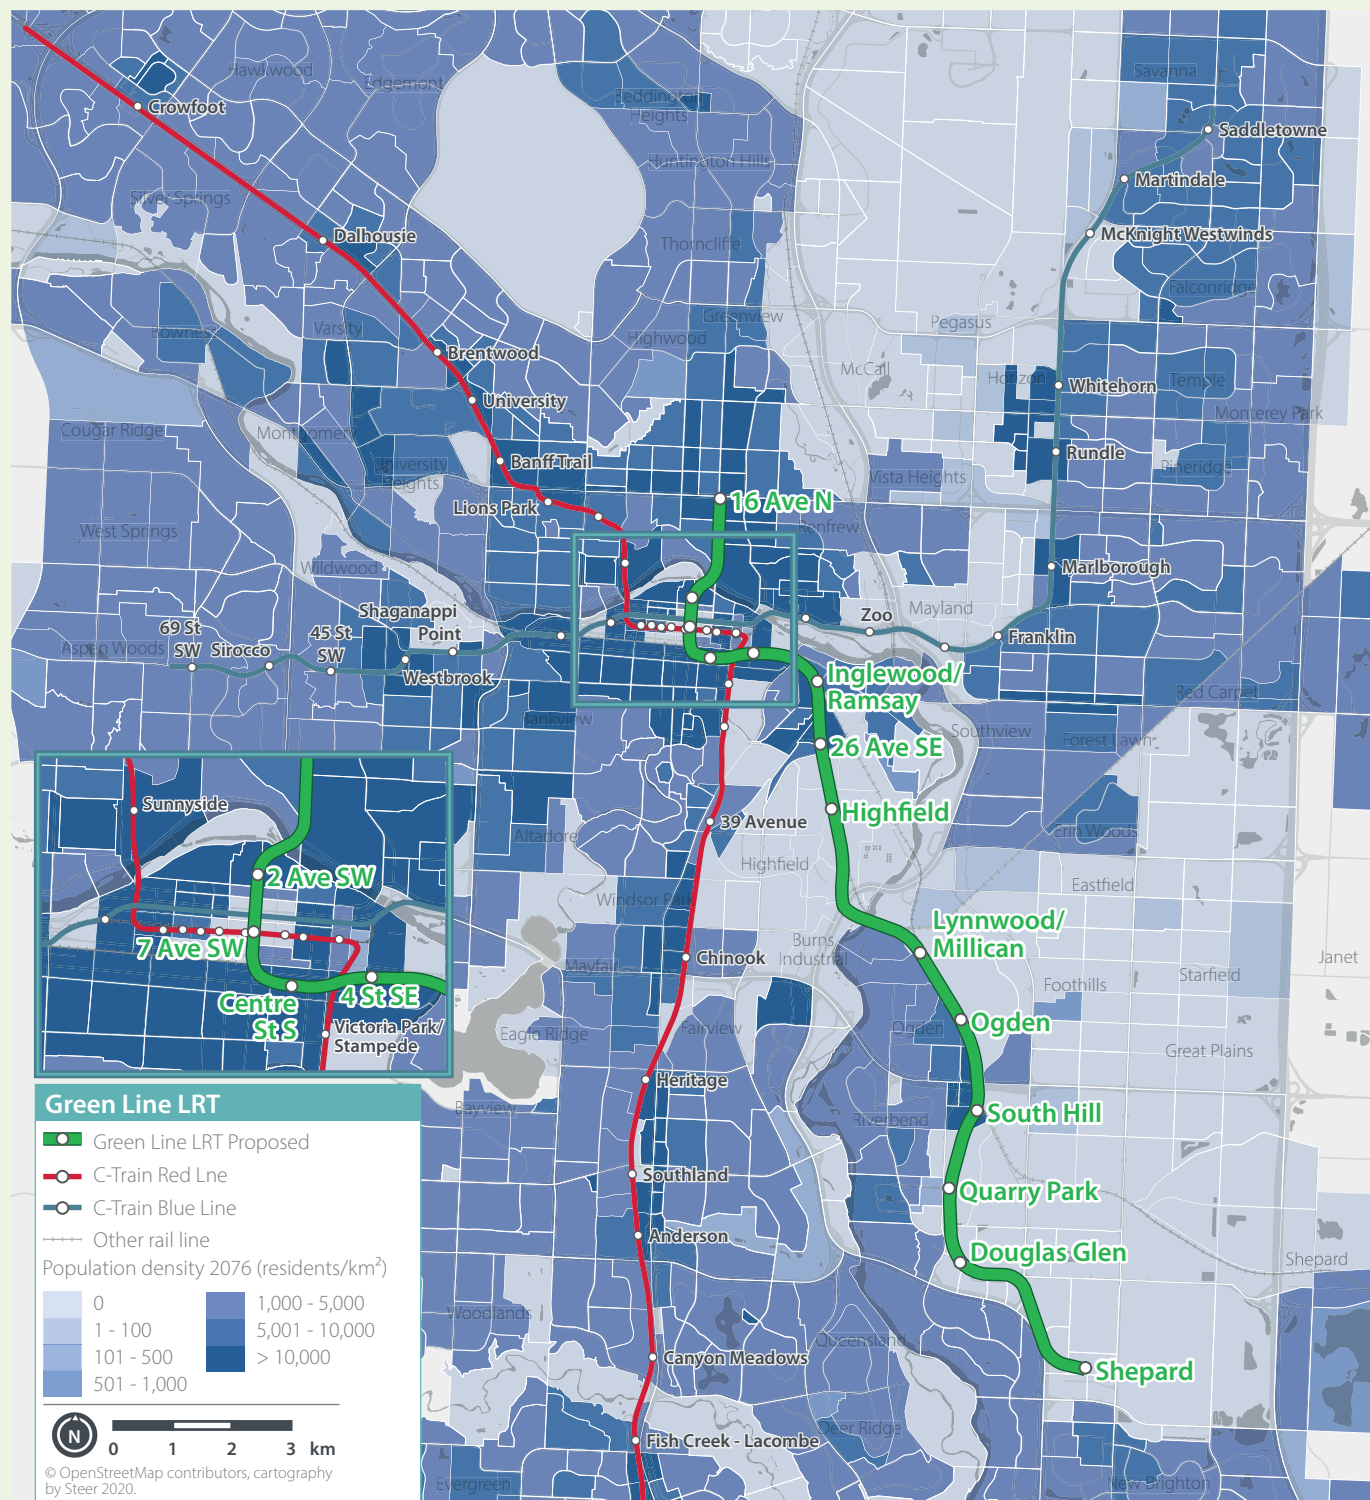 Hawkwood
Edgemont
Savanna
Crowfoot
Beddington
Heights
Saddletowne
Huntington Hills
Martindale
Silver Springs
Dalhousie
Thorncliffe
McKnight Westwinds
Falconridge
Bowness
Varsity
Greenview
Highwood
Pegasus
Brentwood
McCall
Horizon
Whitehorn
Temple
University
Monterey Park
Cougar Ridge
Montgomery
University
Heights
Banff Trail
Rundle
Pineridge
Vista Heights
Lions Park
16 Ave N
Renfrew
West Springs
Wildwood
Marlborough
Shaganappi
Point
Zoo
Mayland
69 St
SW
Sirocco
45 St
SW
Franklin
Aspen Woods
Westbrook
Inglewood/
Ramsay
Red Carpet
Bankview
Southview
Forest Lawn
26 Ave SE
Highfield
39 Avenue
Altadore
Erin Woods
Highfield
Eastfield
Windsor Park
Sunnyside
2 Ave SW
7 Ave SW
Centre
St S
4 St SE
Victoria Park/
Stampede
Lynnwood/
Millican
Burns
Industrial
Chinook
Mayfair
Janet
Starfield
Foothills
Eagle Ridge
Fairview
Ogden
Ogden
Great Plains
Heritage
Bayview
Riverbend
South Hill
Southland
Quarry Park
Anderson
Douglas Glen
Shepard
Woodlands
Queensland
Canyon Meadows
Shepard
Deer Ridge
Fish Creek - Lacombe
Evergreen
New Brighton
Green Line LRT
Green Line LRT Proposed
C-Train Red Lne
C-Train Blue Line
Other rail line
Population density 2076 (residents/km²)
0
1 - 100
101 - 500
501 - 1,000
1,000 - 5,000
5,001 - 10,000
> 10,000
N
0 1 2 3 km
© OpenStreetMap contributors, cartography
by Steer 2020.